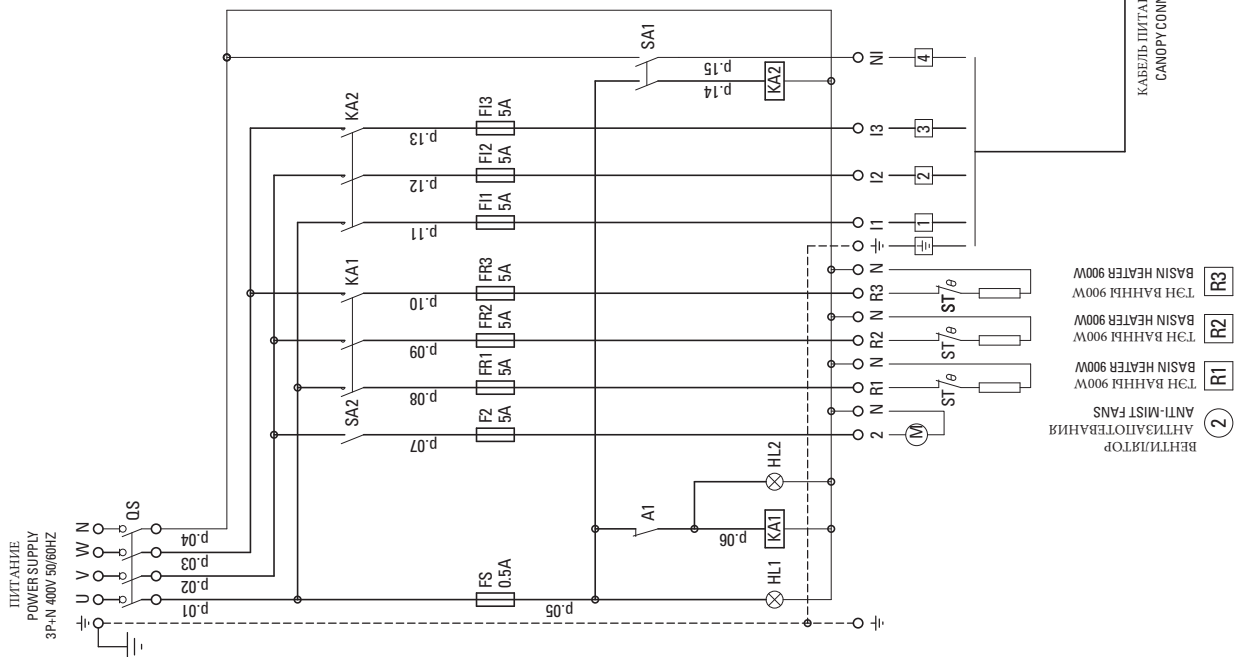 ПИТАНИЕ
POWER SUPPLY
3P+N 400V 50/60HZ
U
V
W
N
QS
p.01
p.02
p.03
p.04
FS
0.5A
p.05
HL1
KA1
p.06
A1
HL2
SA2
p.07
F2
5A
2
N
M
KA1
p.08
FR1
5A
R1
N
ST
θ
p.09
FR2
5A
R2
N
ST
θ
p.10
FR3
5A
R3
N
ST
θ
KA2
p.11
FI1
5A
I1
1
p.12
FI2
5A
I2
2
p.13
FI3
5A
I3
3
SA1
p.14
p.15
KA2
NI
4
КАБЕЛЬ
CANOPY
2
ВЕНТИЛЯТОР
АНТИЗАПОТЕВАНИЯ
ANTI-MIST FANS
R1
ТЭН ВАННЫ 900W
BASIN HEATER 900W
R2
ТЭН ВАННЫ 900W
BASIN HEATER 900W
R3
ТЭН ВАННЫ 900W
BASIN HEATER 900W